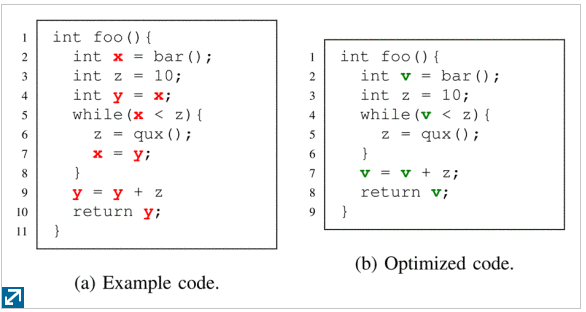 1 int foo(){
2 int x = bar();
3 int z = 10;
4 int y = x;
5 while(x < z){
6 z = qux();
7 x = y;
8 }
9 y = y + z
10 return y;
11 }
(a) Example code.
1 int foo(){
2 int v = bar();
3 int z = 10;
4 while(v < z){
5 z = qux();
6 }
7 v = v + z;
8 return v;
9 }
(b) Optimized code.